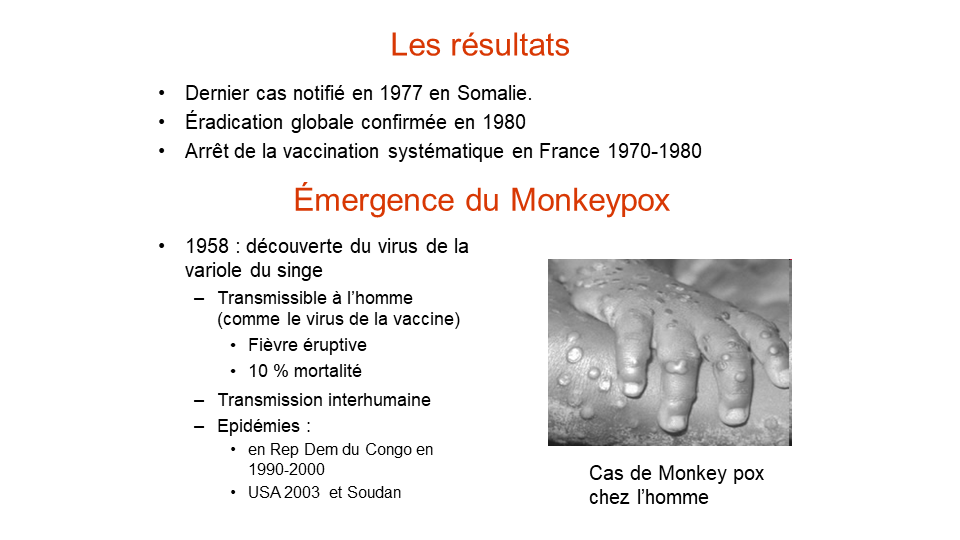 Les résultats
• Dernier cas notifié en 1977 en Somalie.
• Éradication globale confirmée en 1980
• Arrêt de la vaccination systématique en France 1970-1980
Émergence du Monkeypox
• 1958 : découverte du virus de la
variole du singe
– Transmissible à l’homme
(comme le virus de la vaccine)
• Fièvre éruptive
• 10 % mortalité
– Transmission interhumaine
– Epidémies :
• en Rep Dem du Congo en
1990-2000
• USA 2003 et Soudan
Cas de Monkey pox
chez l’homme